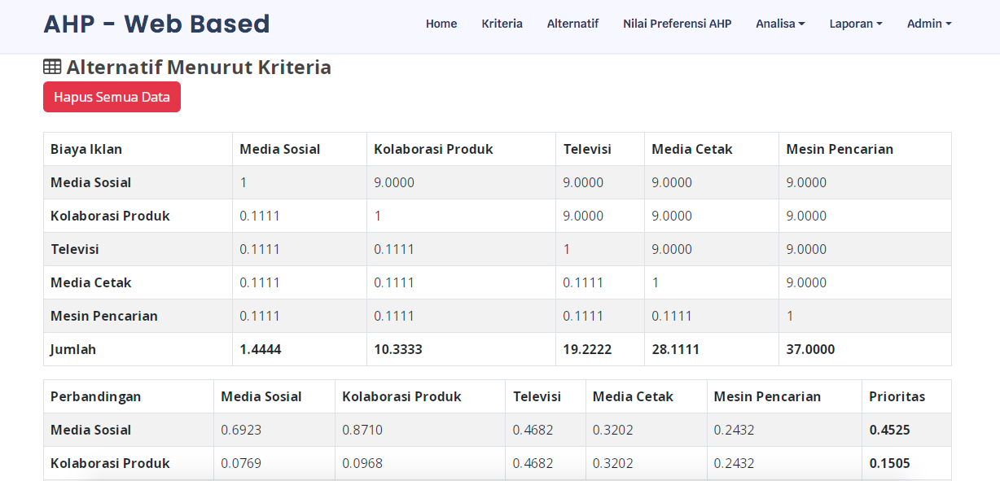 AHP - Web Based
Home Kriteria Alternatif Nilai Preferensi AHP Analisa Laporan Admin
Alternatif Menurut Kriteria
Hapus Semua Data
Biaya Iklan Media Sosial Kolaborasi Produk Televisi Media Cetak Mesin Pencarian
Media Sosial 1 9.0000 9.0000 9.0000 9.0000
Kolaborasi Produk 0.1111 1 9.0000 9.0000 9.0000
Televisi 0.1111 0.1111 1 9.0000 9.0000
Media Cetak 0.1111 0.1111 0.1111 1 9.0000
Mesin Pencarian 0.1111 0.1111 0.1111 0.1111 1
Jumlah 1.4444 10.3333 19.2222 28.1111 37.0000
Perbandingan Media Sosial Kolaborasi Produk Televisi Media Cetak Mesin Pencarian Prioritas
Media Sosial 0.6923 0.8710 0.4682 0.3202 0.2432 0.4525
Kolaborasi Produk 0.0769 0.0968 0.4682 0.3202 0.2432 0.1505